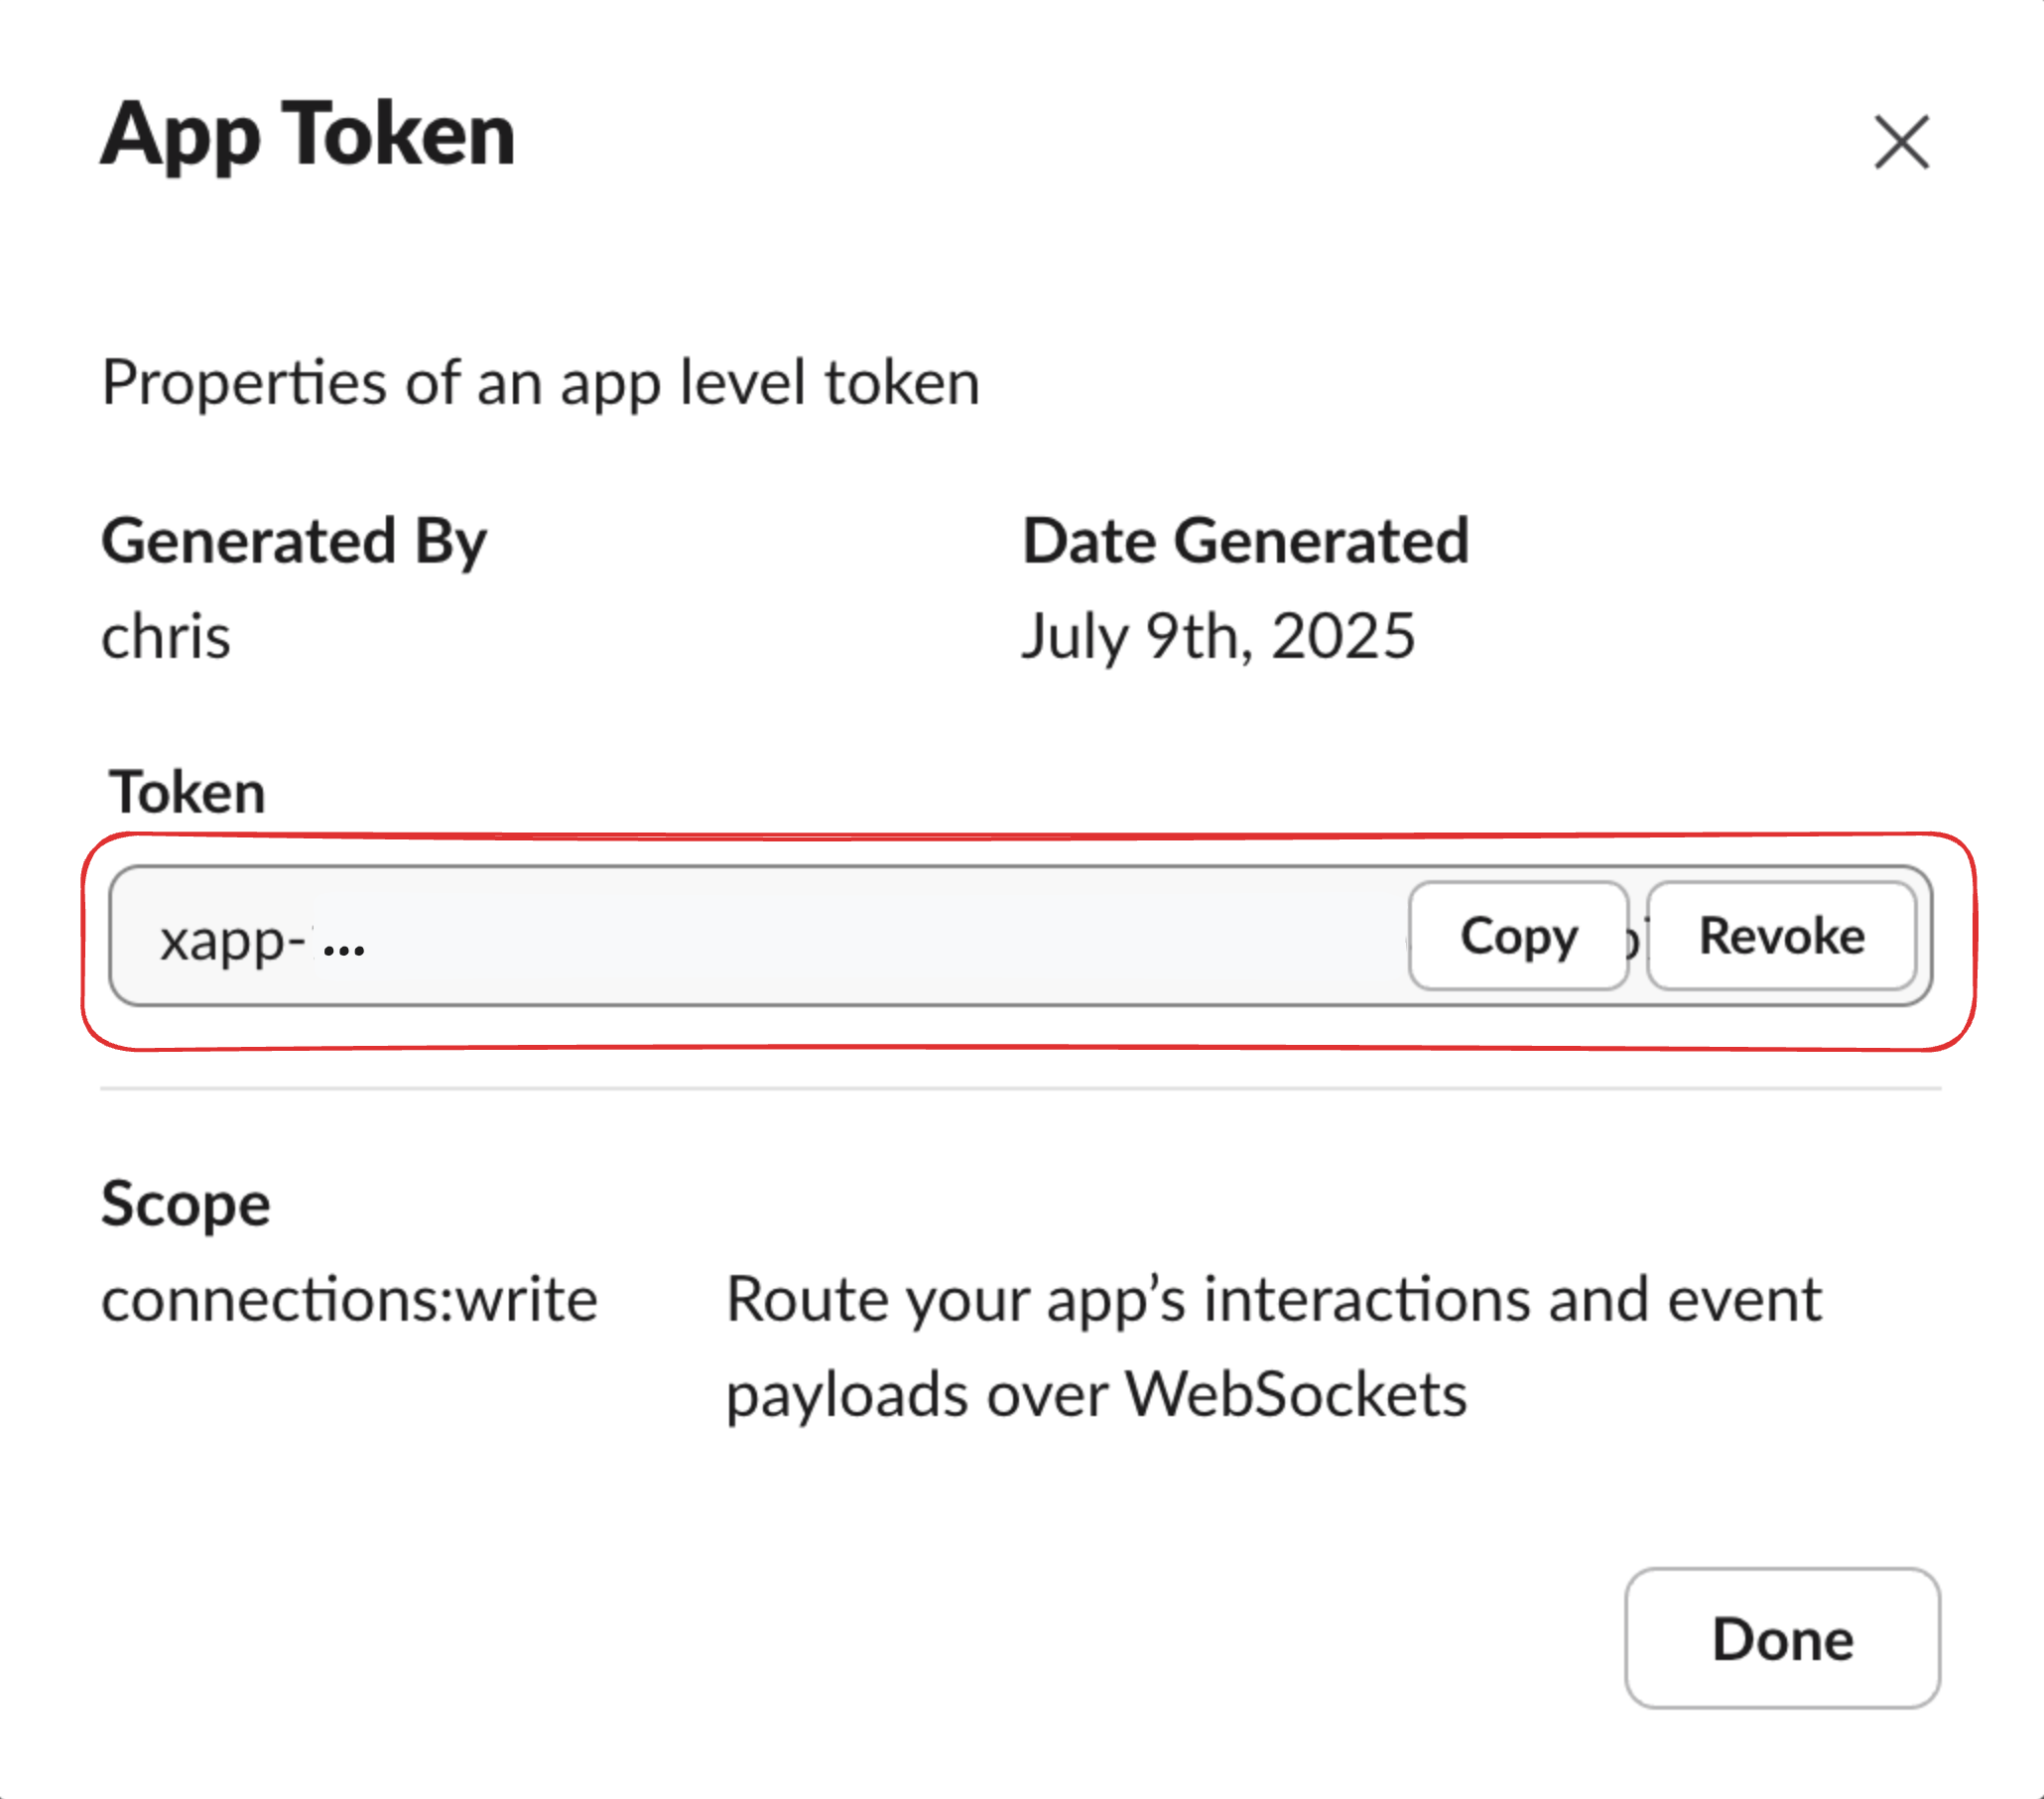 App Token
Properties of an app level token
Generated By
Date Generated
chris
July 9th, 2025
Token
xapp-...
Copy
Revoke
Scope
connections:write
Route your app’s interactions and event
payloads over WebSockets
Done